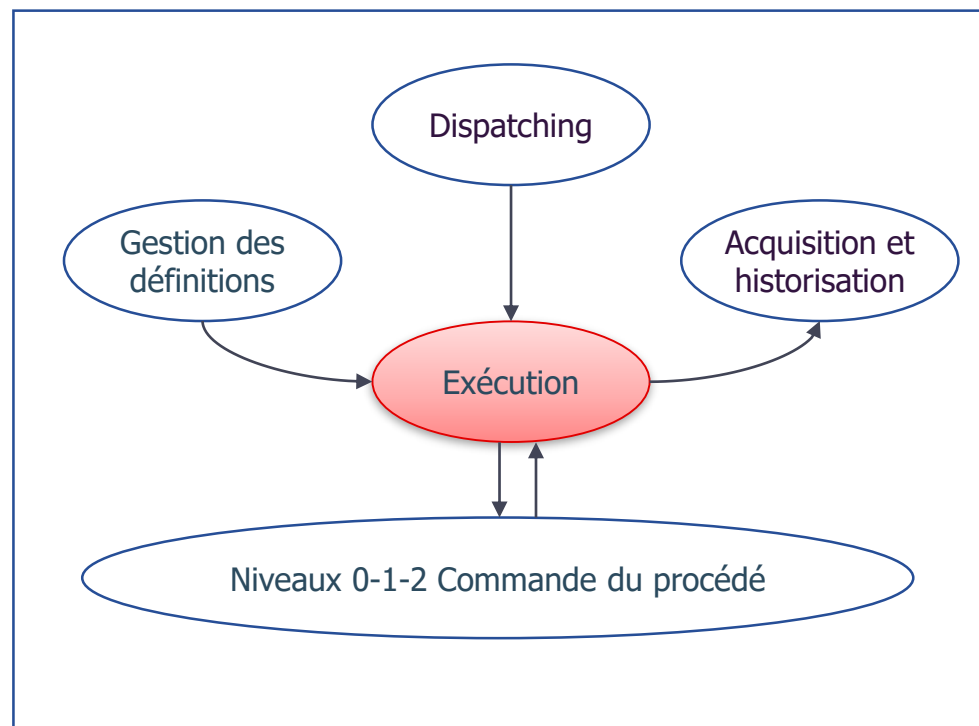 Dispatching
Gestion des
définitions
Acquisition et
historisation
Exécution
Niveaux 0-1-2 Commande du procédé